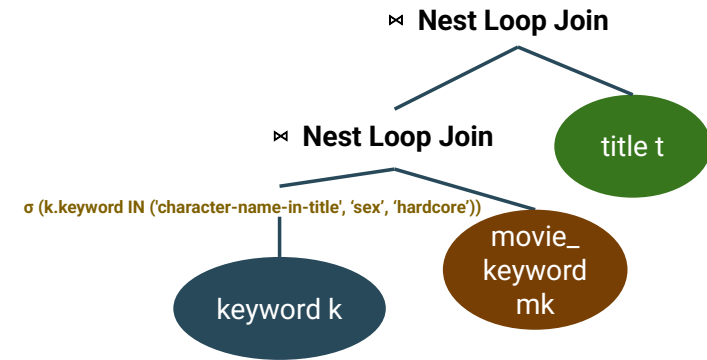 ⋈ Nest Loop Join
⋈ Nest Loop Join
title t
σ (k.keyword IN ('character-name-in-title', ‘sex’, ‘hardcore’))
movie_
keyword
mk
keyword k